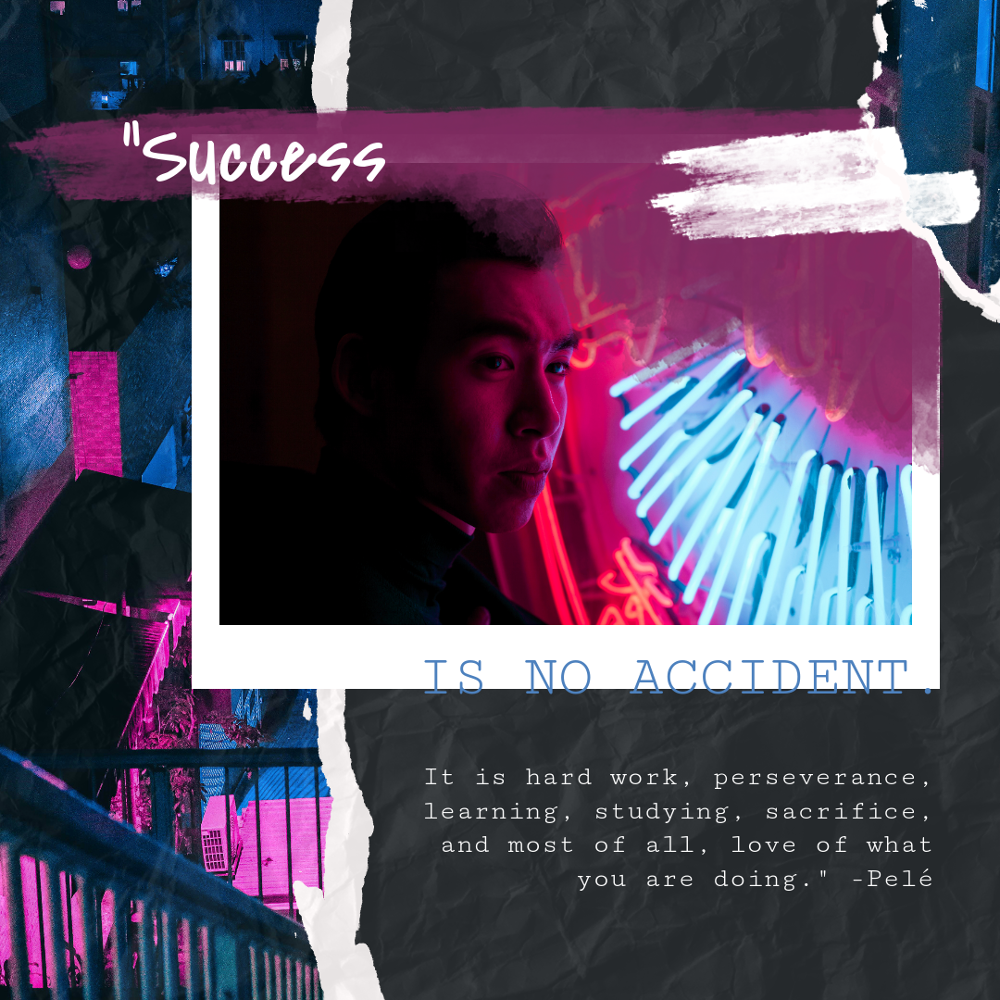 "Success
IS NO ACCIDENT.
It is hard work, perseverance,
learning, studying, sacrifice,
and most of all, love of what
you are doing." -Pelé